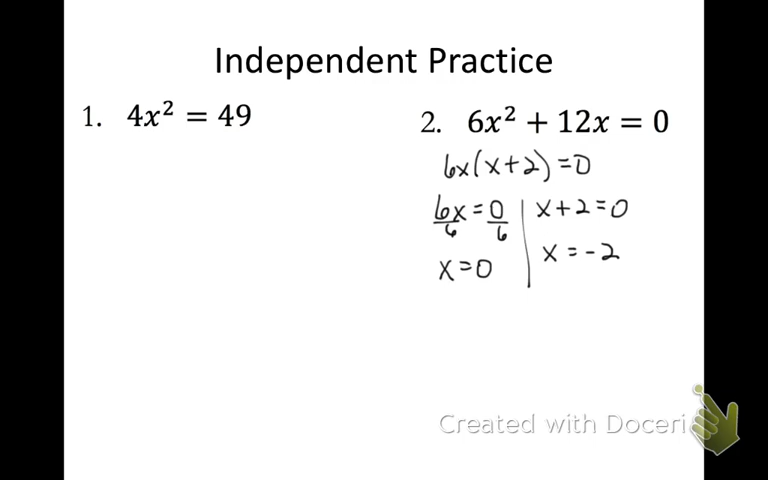 Independent Practice
1. 4x² = 49
2. 6x² + 12x = 0
6x(x+2)=0
6x/6 = 0/6 | x+2=0
x=0 | x=-2
Created with Doceri